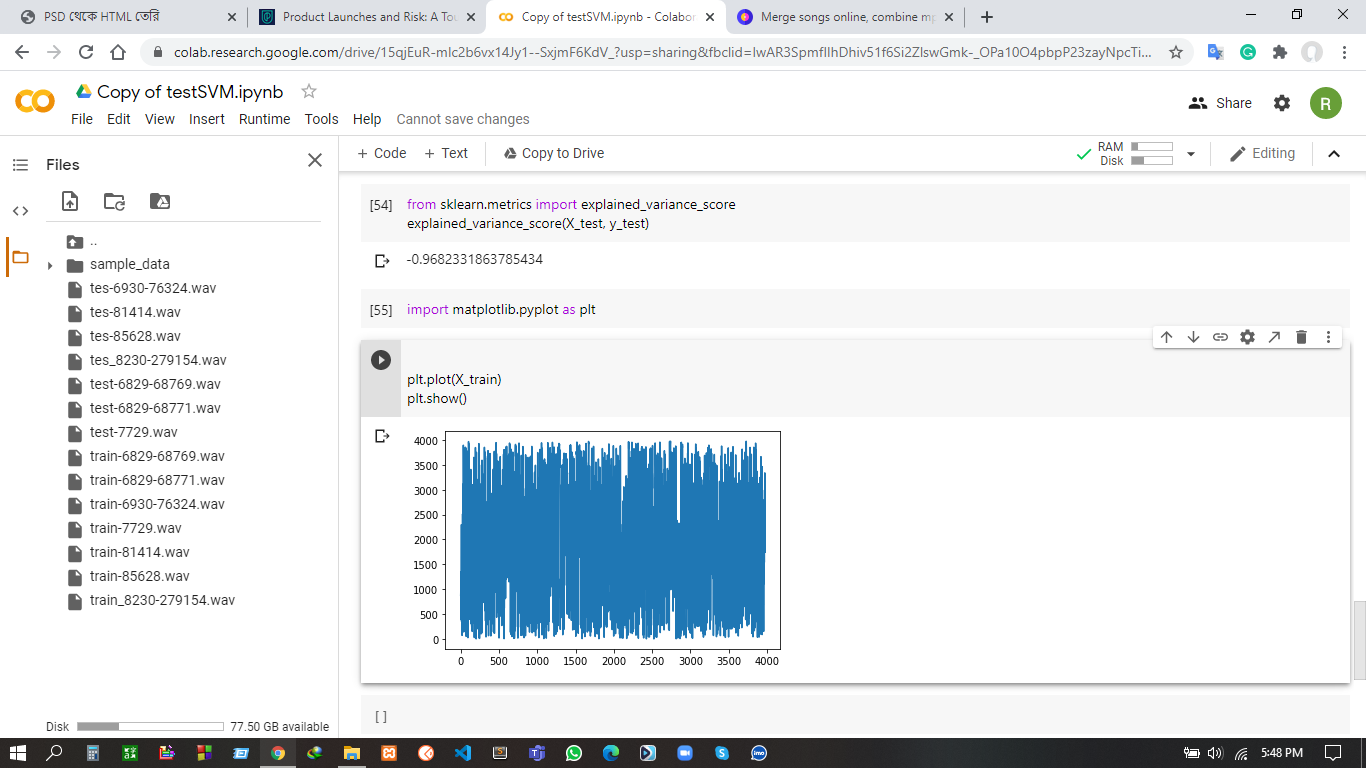 PSD থেকে HTML তৈরি
Product Launches and Risk: A Tou
Copy of testSVM.ipynb - Colabor
Merge songs online, combine mp
colab.research.google.com/drive/15qjEuR-mIc2b6vx14Jy1--SxjmF6KdV_?usp=sharing&fbclid=IwAR3SpmfIIhDhiv51f6Si2ZIswGmk-_OPa10O4pbpP23zayNpcTi...
Copy of testSVM.ipynb
File Edit View Insert Runtime Tools Help Cannot save changes
Share
R
Files
+ Code + Text Copy to Drive
RAM
Disk
Editing
..
sample_data
tes-6930-76324.wav
tes-81414.wav
tes-85628.wav
tes_8230-279154.wav
test-6829-68769.wav
test-6829-68771.wav
test-7729.wav
train-6829-68769.wav
train-6829-68771.wav
train-6930-76324.wav
train-7729.wav
train-81414.wav
train-85628.wav
train_8230-279154.wav
Disk 77.50 GB available
[54] from sklearn.metrics import explained_variance_score
explained_variance_score(X_test, y_test)
-0.9682331863785434
[55] import matplotlib.pyplot as plt
plt.plot(X_train)
plt.show()
4000
3500
3000
2500
2000
1500
1000
500
0
0 500 1000 1500 2000 2500 3000 3500 4000
[ ]
5:48 PM